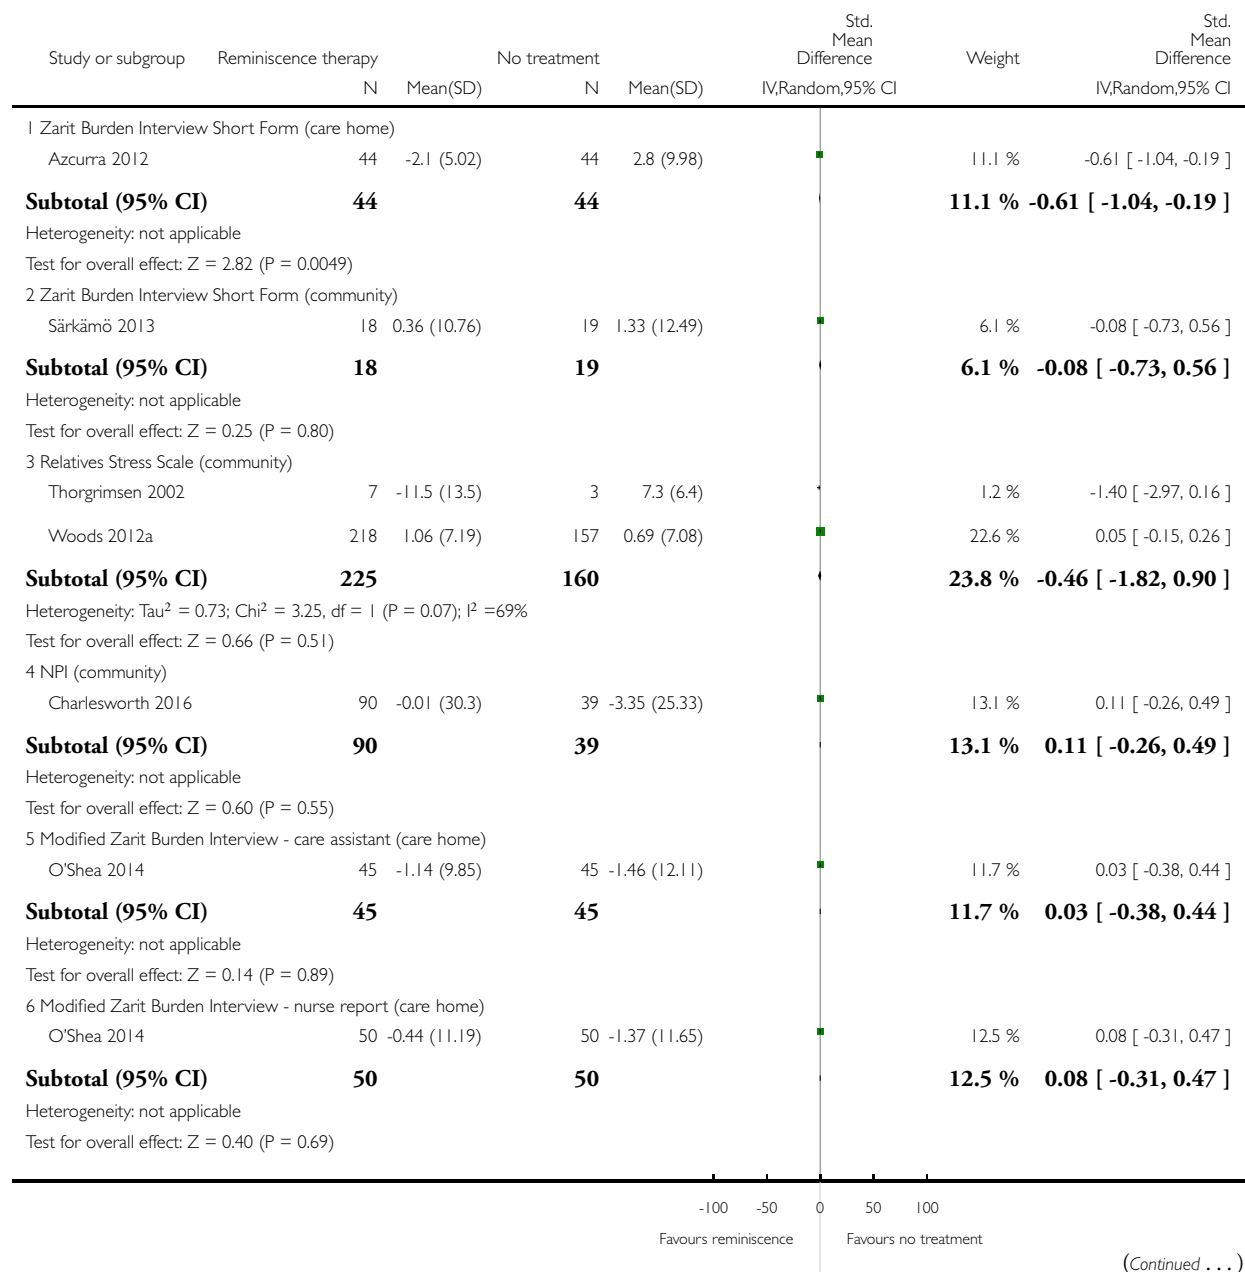 Std. Mean Difference
Std. Mean Difference
Study or subgroup Reminiscence therapy No treatment Weight
N Mean(SD) N Mean(SD) IV,Random,95% CI IV,Random,95% CI
1 Zarit Burden Interview Short Form (care home)
Azcurra 2012 44 -2.1 (5.02) 44 2.8 (9.98) 11.1 % -0.61 [ -1.04, -0.19 ]
Subtotal (95% CI) 44 44 11.1 % -0.61 [ -1.04, -0.19 ]
Heterogeneity: not applicable
Test for overall effect: Z = 2.82 (P = 0.0049)
2 Zarit Burden Interview Short Form (community)
Särkämö 2013 18 0.36 (10.76) 19 1.33 (12.49) 6.1 % -0.08 [ -0.73, 0.56 ]
Subtotal (95% CI) 18 19 6.1 % -0.08 [ -0.73, 0.56 ]
Heterogeneity: not applicable
Test for overall effect: Z = 0.25 (P = 0.80)
3 Relatives Stress Scale (community)
Thorgrimsen 2002 7 -11.5 (13.5) 3 7.3 (6.4) 1.2 % -1.40 [ -2.97, 0.16 ]
Woods 2012a 218 1.06 (7.19) 157 0.69 (7.08) 22.6 % 0.05 [ -0.15, 0.26 ]
Subtotal (95% CI) 225 160 23.8 % -0.46 [ -1.82, 0.90 ]
Heterogeneity: Tau² = 0.73; Chi² = 3.25, df = 1 (P = 0.07); I² =69%
Test for overall effect: Z = 0.66 (P = 0.51)
4 NPI (community)
Charlesworth 2016 90 -0.01 (30.3) 39 -3.35 (25.33) 13.1 % 0.11 [ -0.26, 0.49 ]
Subtotal (95% CI) 90 39 13.1 % 0.11 [ -0.26, 0.49 ]
Heterogeneity: not applicable
Test for overall effect: Z = 0.60 (P = 0.55)
5 Modified Zarit Burden Interview - care assistant (care home)
O'Shea 2014 45 -1.14 (9.85) 45 -1.46 (12.11) 11.7 % 0.03 [ -0.38, 0.44 ]
Subtotal (95% CI) 45 45 11.7 % 0.03 [ -0.38, 0.44 ]
Heterogeneity: not applicable
Test for overall effect: Z = 0.14 (P = 0.89)
6 Modified Zarit Burden Interview - nurse report (care home)
O'Shea 2014 50 -0.44 (11.19) 50 -1.37 (11.65) 12.5 % 0.08 [ -0.31, 0.47 ]
Subtotal (95% CI) 50 50 12.5 % 0.08 [ -0.31, 0.47 ]
Heterogeneity: not applicable
Test for overall effect: Z = 0.40 (P = 0.69)
-100 -50 0 50 100
Favours reminiscence Favours no treatment
(Continued . . . )